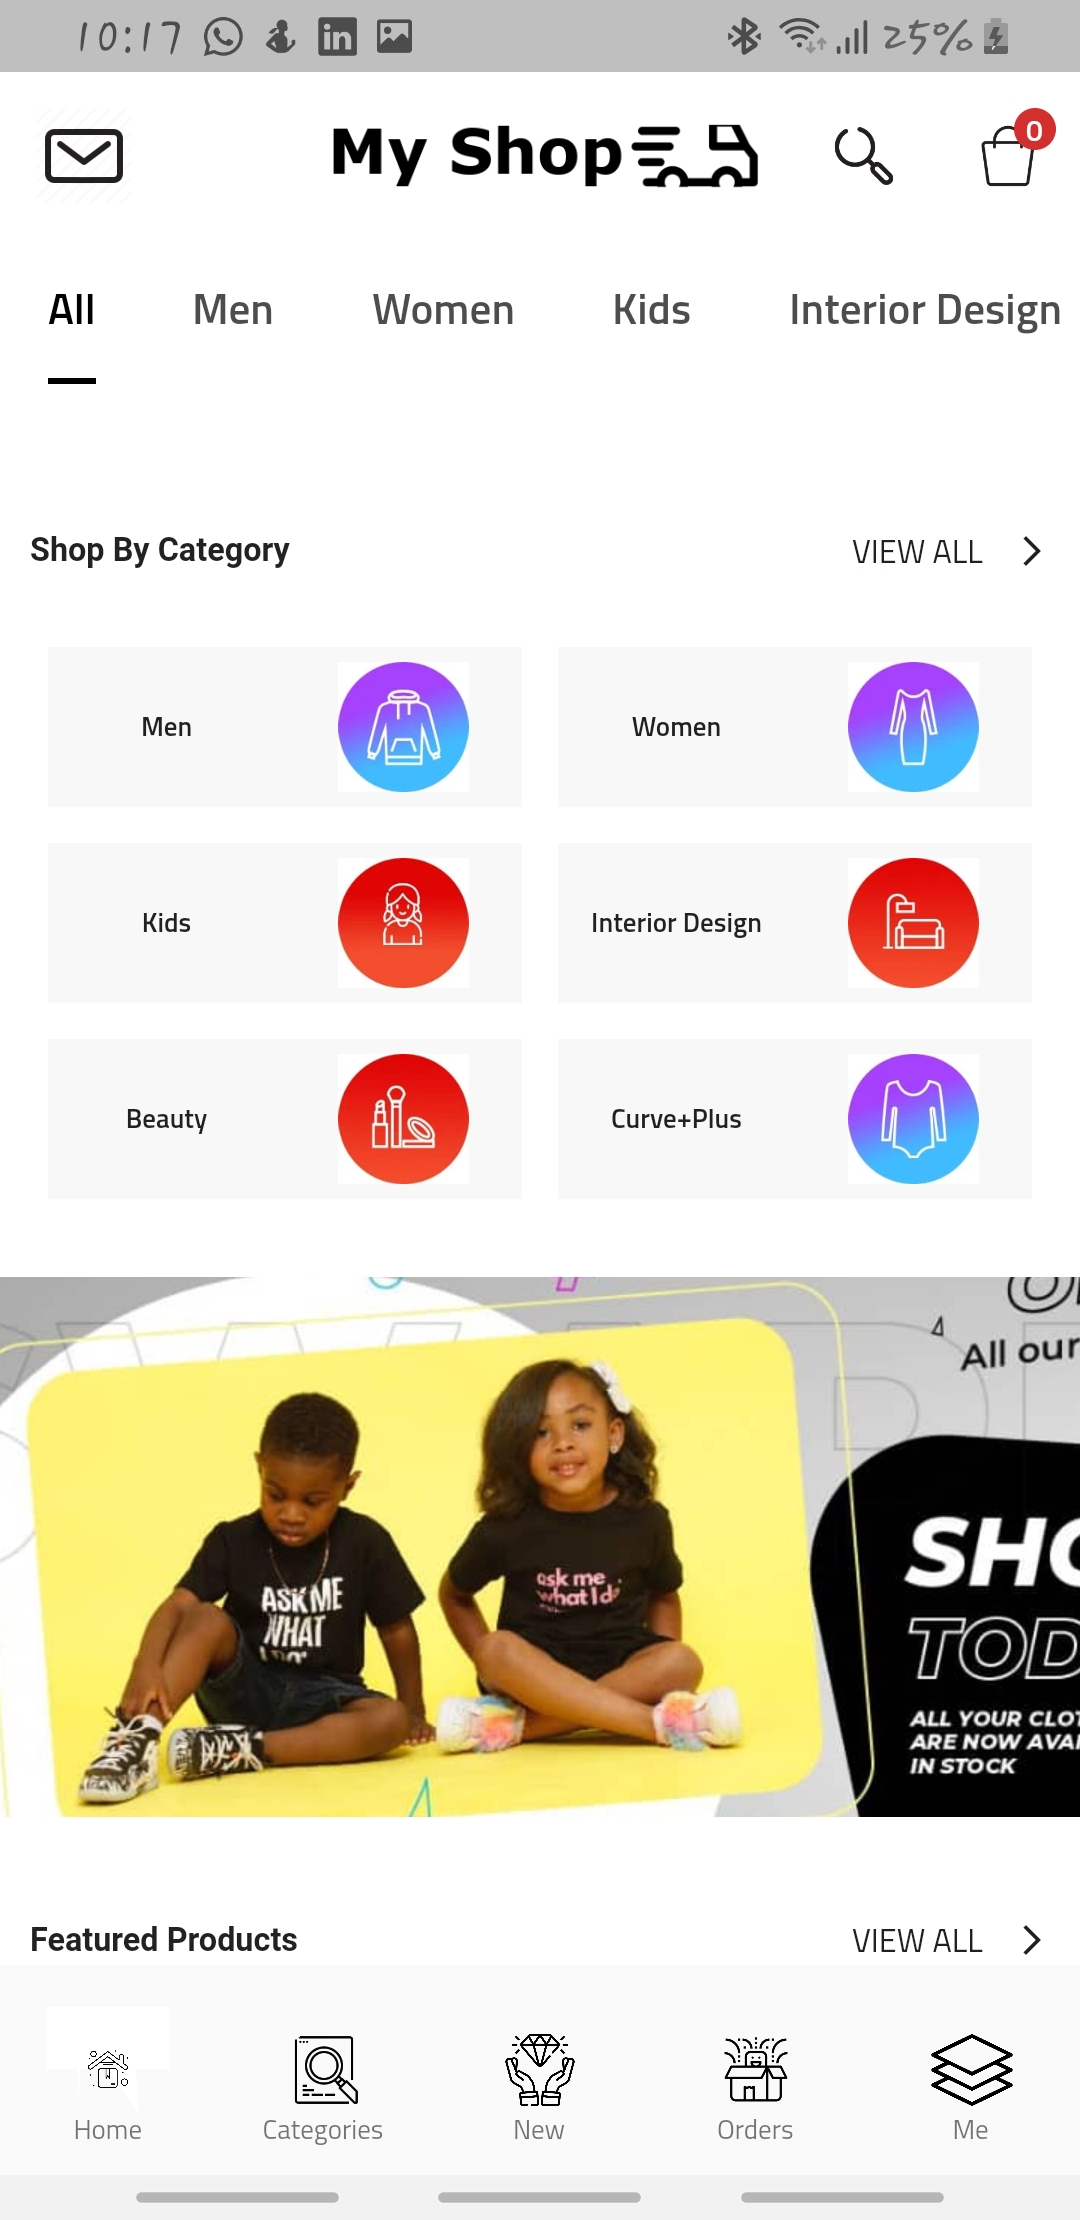 10:17 25%
My Shop 0
All Men Women Kids Interior Design
Shop By Category VIEW ALL
Men Women
Kids Interior Design
Beauty Curve+Plus
All our
ASK ME
WHAT
ask me
what I do
SHO
TOD
ALL YOUR CLOT
ARE NOW AVAI
IN STOCK
Featured Products VIEW ALL
Home Categories New Orders Me